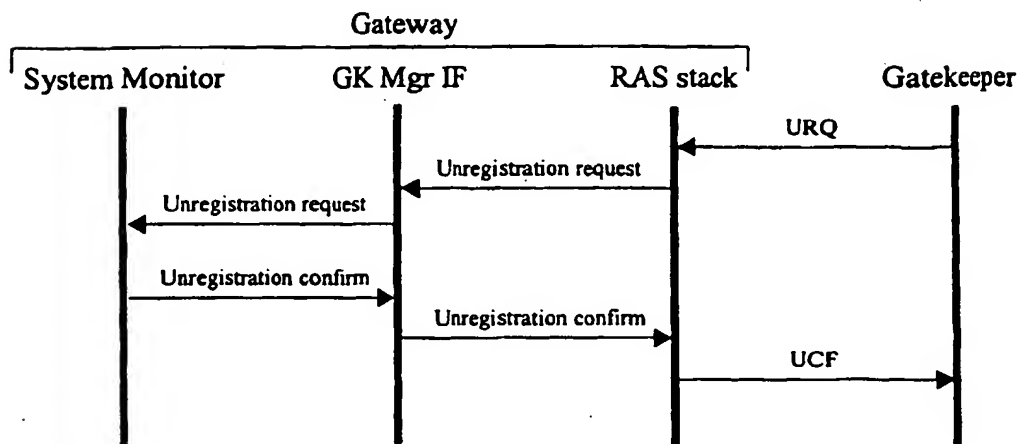 Gateway
System Monitor GK Mgr IF RAS stack Gatekeeper
URQ
Unregistration request
Unregistration request
Unregistration confirm
Unregistration confirm
UCF